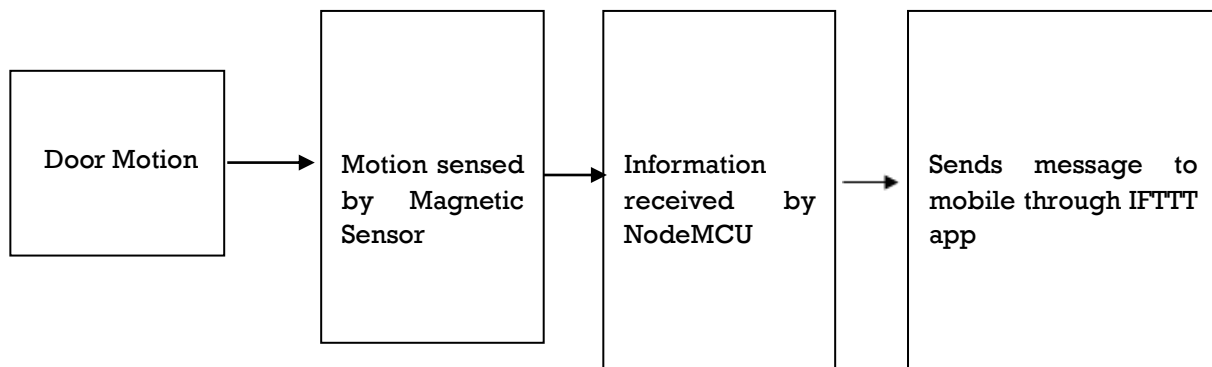 Door Motion
Motion sensed
by Magnetic
Sensor
Information
received by
NodeMCU
Sends message to
mobile through IFTTT
app